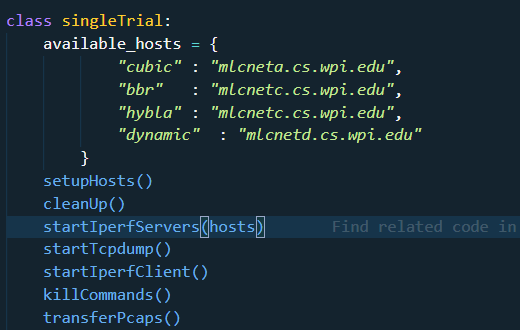 class singleTrial:
    available_hosts = {
            "cubic" : "mlcneta.cs.wpi.edu",
            "bbr"   : "mlcnetc.cs.wpi.edu",
            "hybla" : "mlcnetc.cs.wpi.edu",
            "dynamic"  : "mlcnetd.cs.wpi.edu"
        }
    setupHosts()
    cleanUp()
    startIperfServers(hosts)        Find related code in
    startTcpdump()
    startIperfClient()
    killCommands()
    transferPcaps()